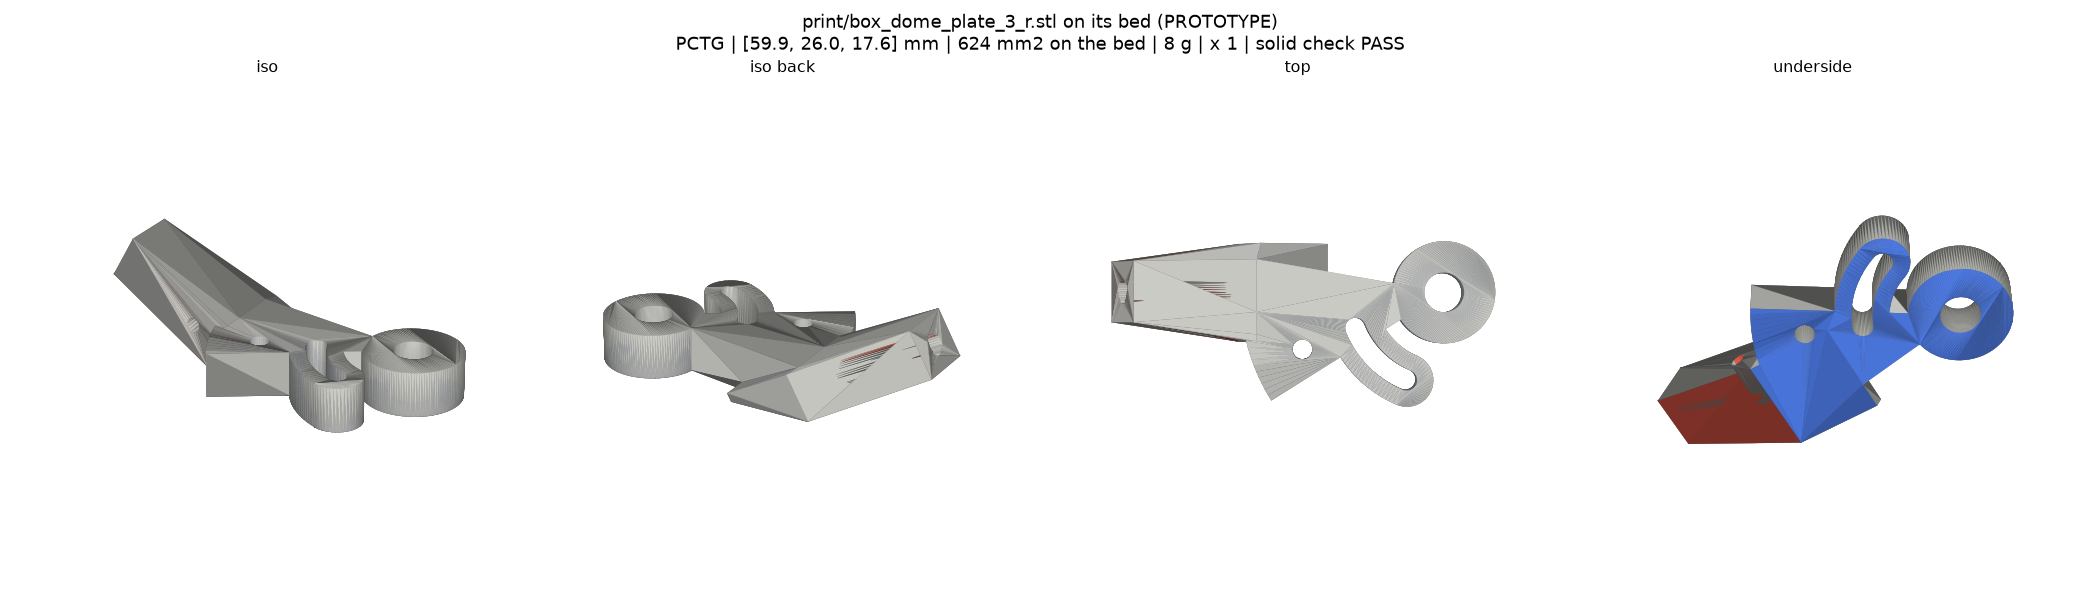 print/box_dome_plate_3_r.stl on its bed (PROTOTYPE)
PCTG | [59.9, 26.0, 17.6] mm | 624 mm2 on the bed | 8 g | x 1 | solid check PASS
iso
iso back
top
underside